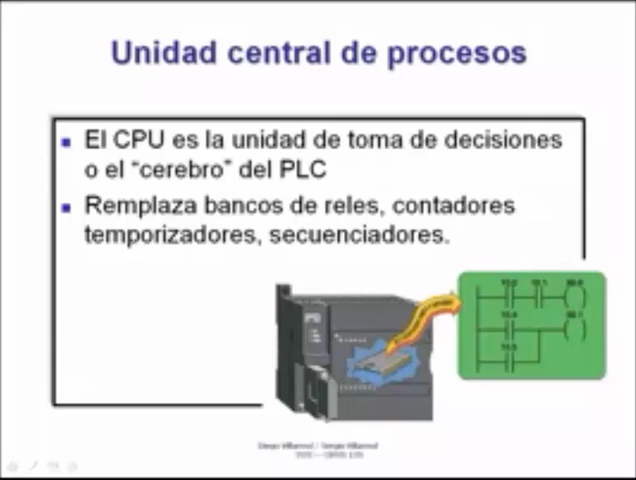 Unidad central de procesos
El CPU es la unidad de toma de decisiones
o el “cerebro” del PLC
Remplaza bancos de reles, contadores
temporizadores, secuenciadores.